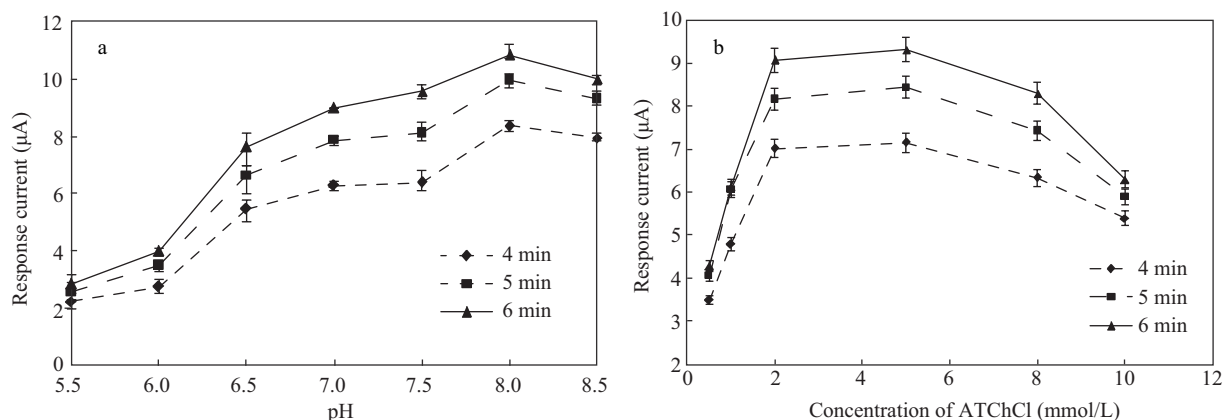 a
12
10
8
6
4
2
0
Response current (μA)
5.5 6.0 6.5 7.0 7.5 8.0 8.5
pH
4 min
5 min
6 min
b
10
9
8
7
6
5
4
3
2
Response current (μA)
0 2 4 6 8 10 12
Concentration of ATChCl (mmol/L)
4 min
5 min
6 min